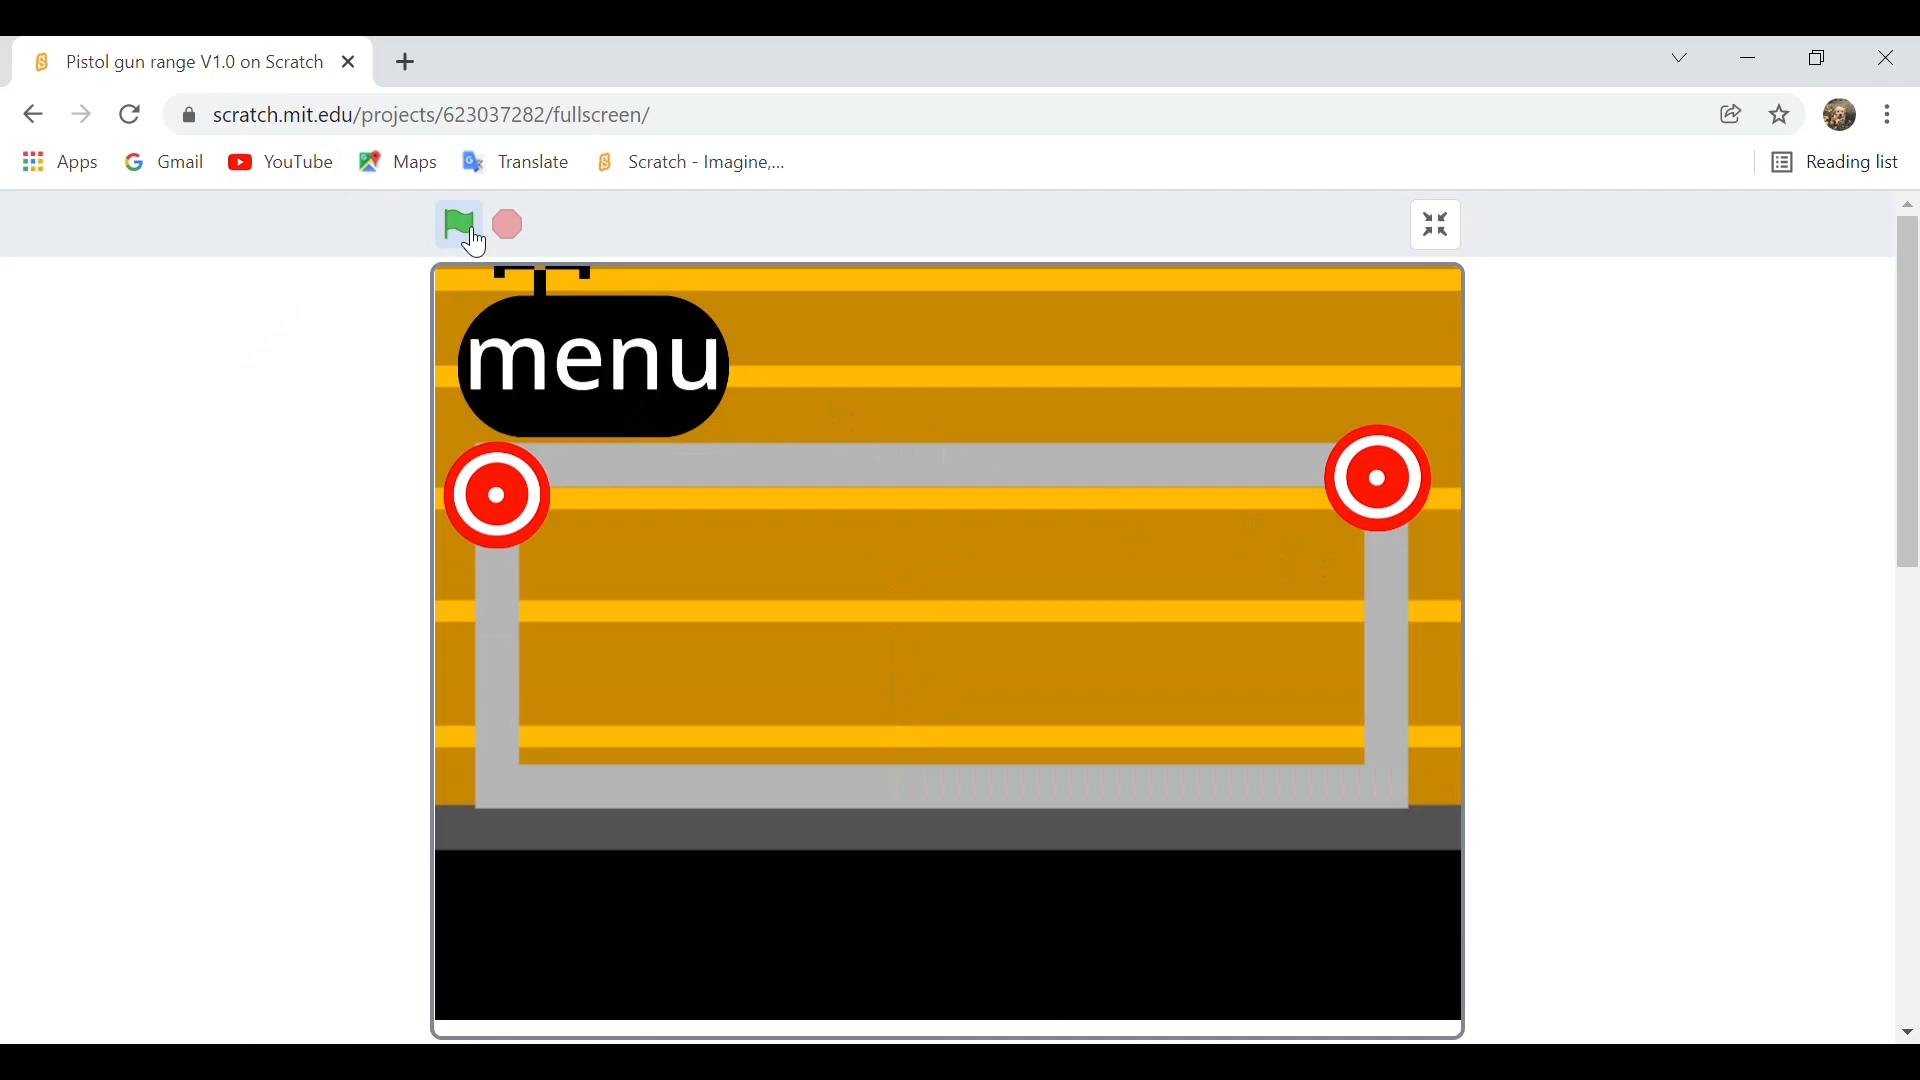 Pistol gun range V1.0 on Scratch
scratch.mit.edu/projects/623037282/fullscreen/
Apps Gmail YouTube Maps Translate Scratch - Imagine,... Reading list
menu